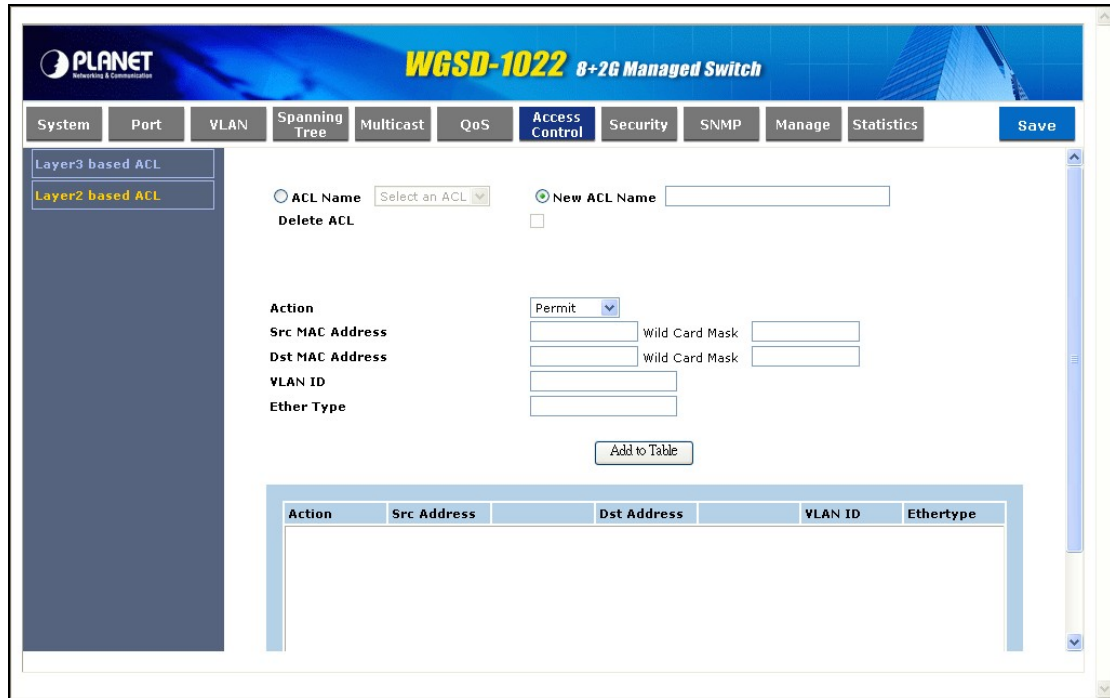 PLANET
Networking & Communication
WGSD-1022 8+2G Managed Switch
System Port VLAN Spanning Tree Multicast QoS Access Control Security SNMP Manage Statistics Save
Layer3 based ACL
Layer2 based ACL
ACL Name Select an ACL New ACL Name
Delete ACL
Action Permit
Src MAC Address Wild Card Mask
Dst MAC Address Wild Card Mask
VLAN ID
Ether Type
Add to Table
Action Src Address Dst Address VLAN ID Ethertype